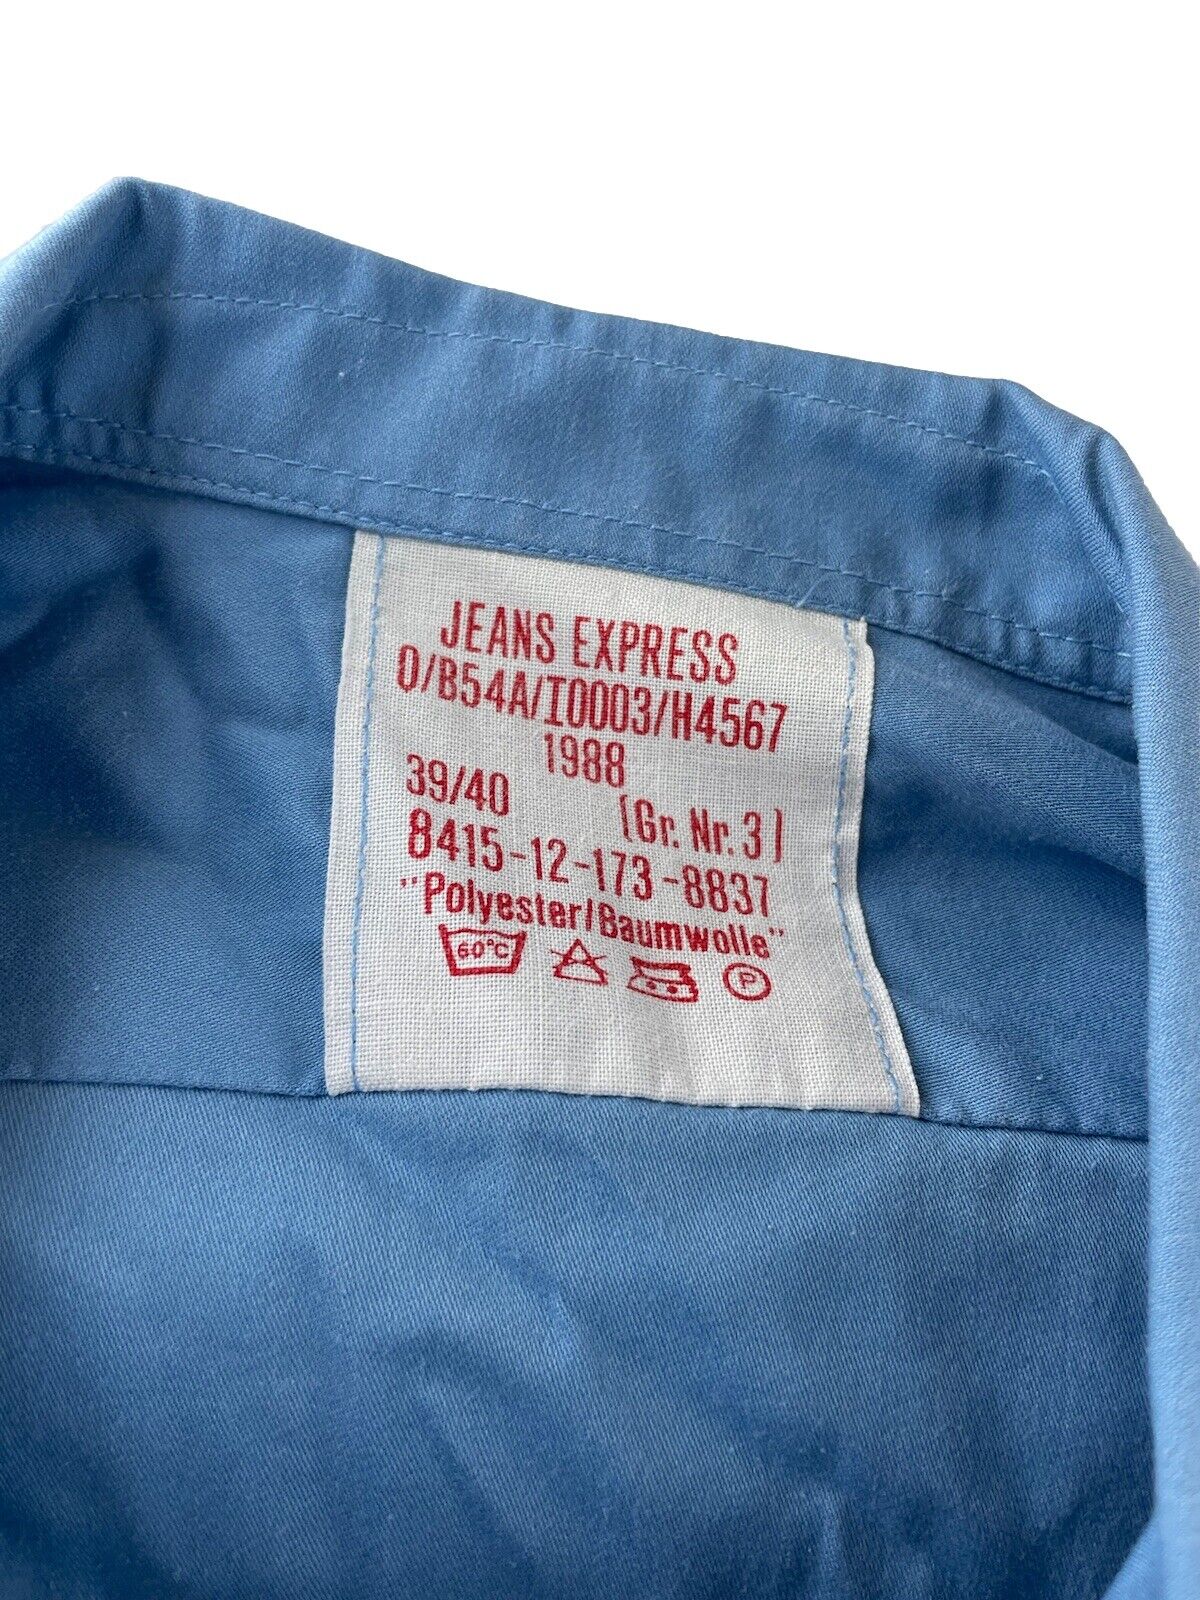 JEANS EXPRESS
0/B54A/I0003/H4567
1988
39/40 (Gr. Nr. 3)
8415-12-173-8837
"Polyester/Baumwolle"
60°C P